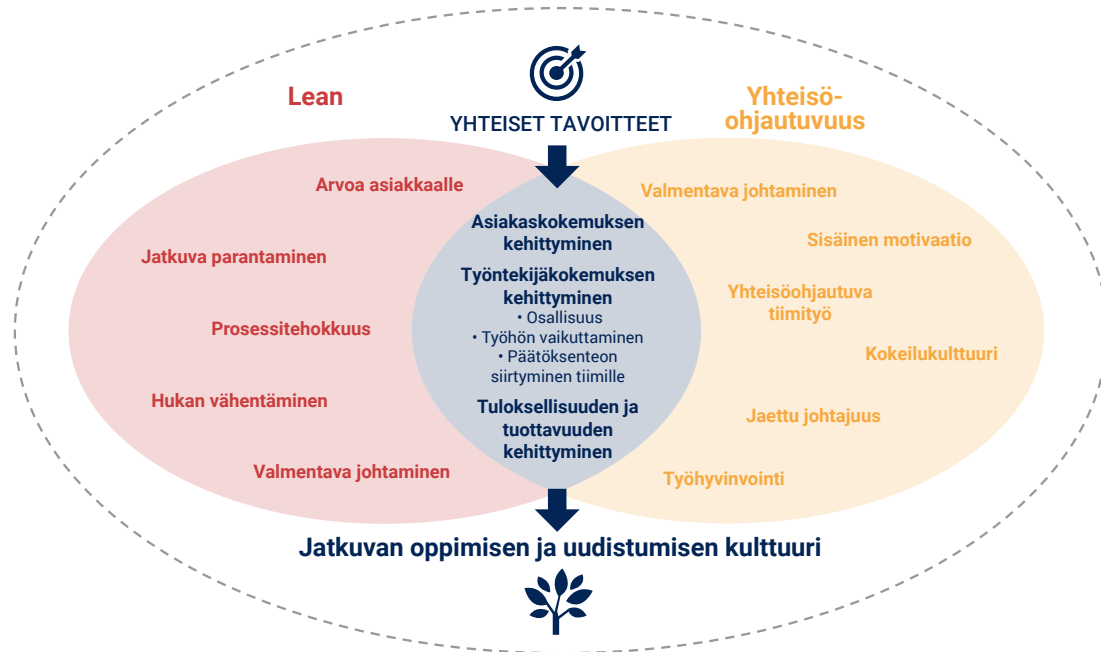 Lean
Yhteisö-
ohjautuvuus
YHTEISET TAVOITTEET
Arvoa asiakkaalle
Jatkuva parantaminen
Prosessitehokkuus
Hukan vähentäminen
Valmentava johtaminen
Asiakaskokemuksen
kehittyminen
Työntekijäkokemuksen
kehittyminen
• Osallisuus
• Työhön vaikuttaminen
• Päätöksenteon
siirtyminen tiimille
Tuloksellisuuden ja
tuottavuuden
kehittyminen
Valmentava johtaminen
Sisäinen motivaatio
Yhteisöohjautuva
tiimityö
Kokeilukulttuuri
Jaettu johtajuus
Työhyvinvointi
Jatkuvan oppimisen ja uudistumisen kulttuuri